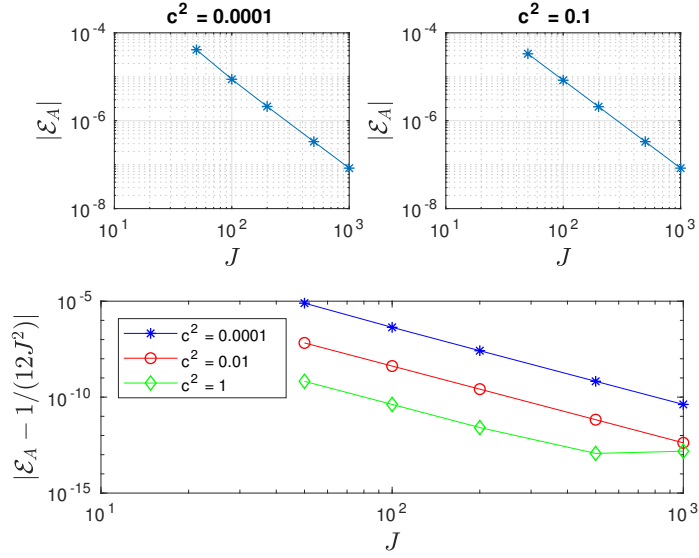 c² = 0.0001
10⁻⁴
10⁻⁶
10⁻⁸
|ℰ_A|
10¹
10²
10³
J
c² = 0.1
10⁻⁴
10⁻⁶
10⁻⁸
|ℰ_A|
10¹
10²
10³
J
10⁻⁵
10⁻¹⁰
10⁻¹⁵
|ℰ_A − 1/(12J²)|
c² = 0.0001
c² = 0.01
c² = 1
10¹
10²
10³
J